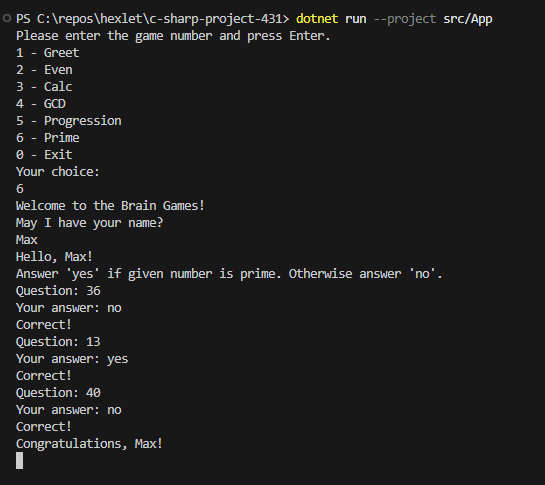 PS C:\repos\hexlet\c-sharp-project-431> dotnet run --project src/App
Please enter the game number and press Enter.
1 - Greet
2 - Even
3 - Calc
4 - GCD
5 - Progression
6 - Prime
0 - Exit
Your choice:
6
Welcome to the Brain Games!
May I have your name?
Max
Hello, Max!
Answer 'yes' if given number is prime. Otherwise answer 'no'.
Question: 36
Your answer: no
Correct!
Question: 13
Your answer: yes
Correct!
Question: 40
Your answer: no
Correct!
Congratulations, Max!